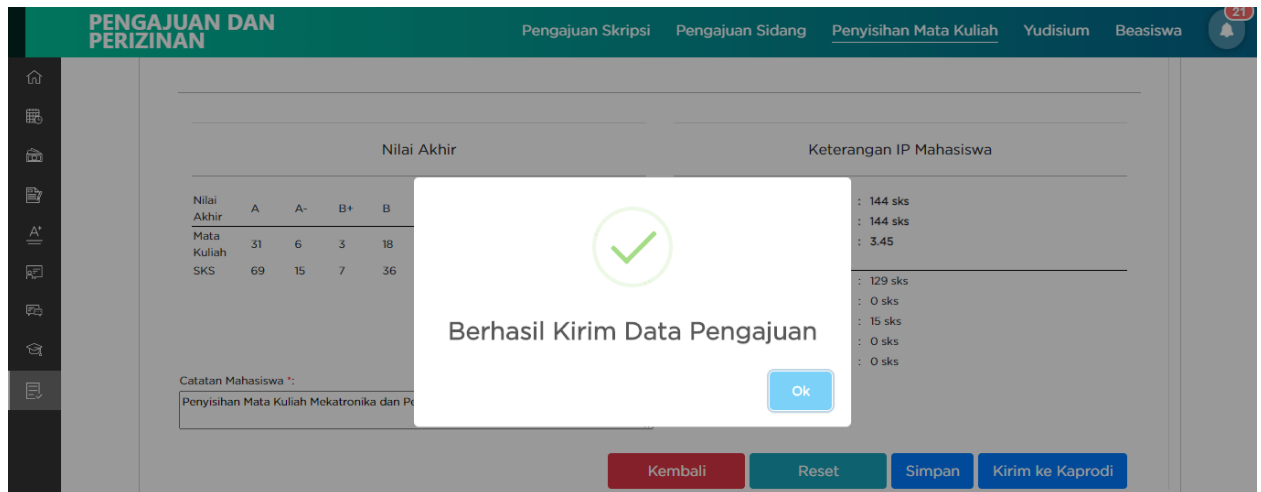 PENGAJUAN DAN
PERIZINAN
Pengajuan Skripsi Pengajuan Sidang Penyisihan Mata Kuliah Yudisium Beasiswa 21
Nilai Akhir
Keterangan IP Mahasiswa
Nilai
Akhir A A- B+ B
Mata
Kuliah 31 6 3 18
SKS 69 15 7 36
: 144 sks
: 144 sks
: 3.45
: 129 sks
: 0 sks
: 15 sks
: 0 sks
: 0 sks
Berhasil Kirim Data Pengajuan
Ok
Catatan Mahasiswa *:
Penyisihan Mata Kuliah Mekatronika dan
Kembali Reset Simpan Kirim ke Kaprodi